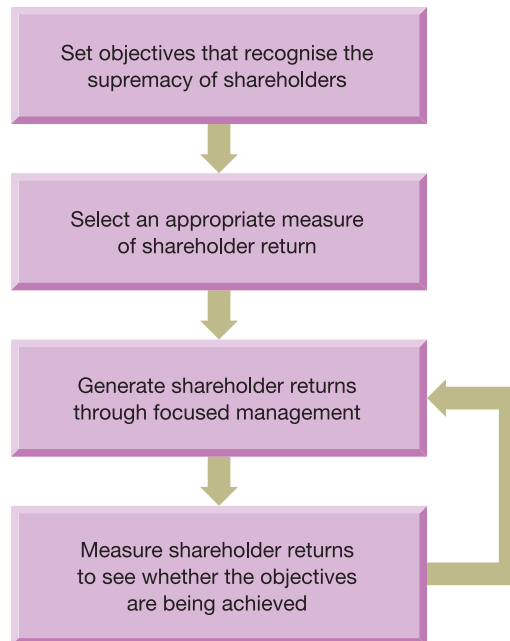 Set objectives that recognise the
supremacy of shareholders
Select an appropriate measure
of shareholder return
Generate shareholder returns
through focused management
Measure shareholder returns
to see whether the objectives
are being achieved